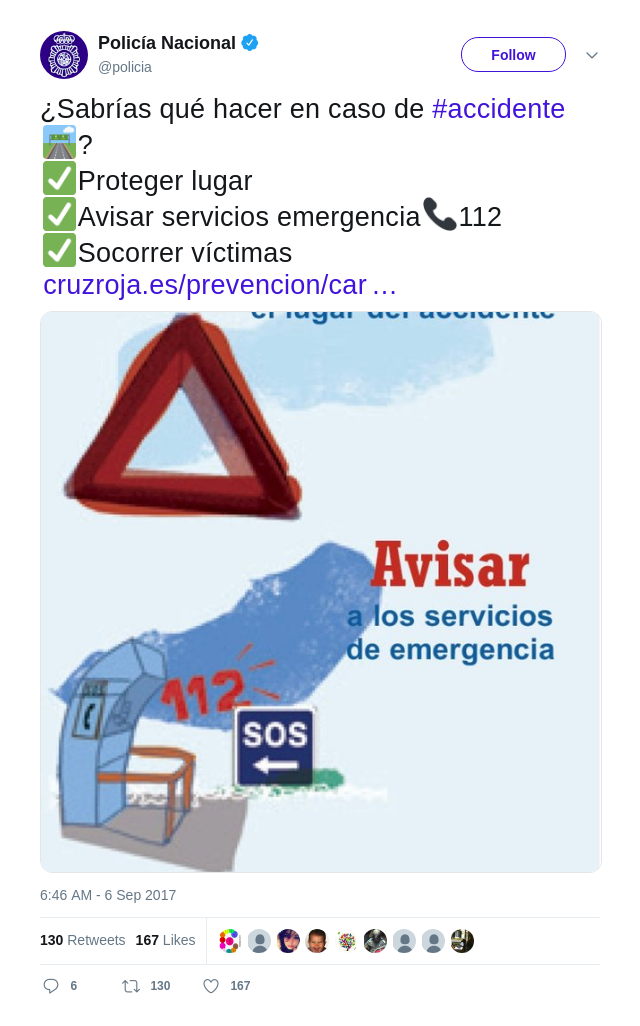 Policía Nacional
@policia
Follow
¿Sabrías qué hacer en caso de #accidente
?
Proteger lugar
Avisar servicios emergencia 112
Socorrer víctimas
cruzroja.es/prevencion/car …
el lugar del accidente
Avisar
a los servicios
de emergencia
112
SOS
SOS
6:46 AM - 6 Sep 2017
130 Retweets 167 Likes
6 130 167